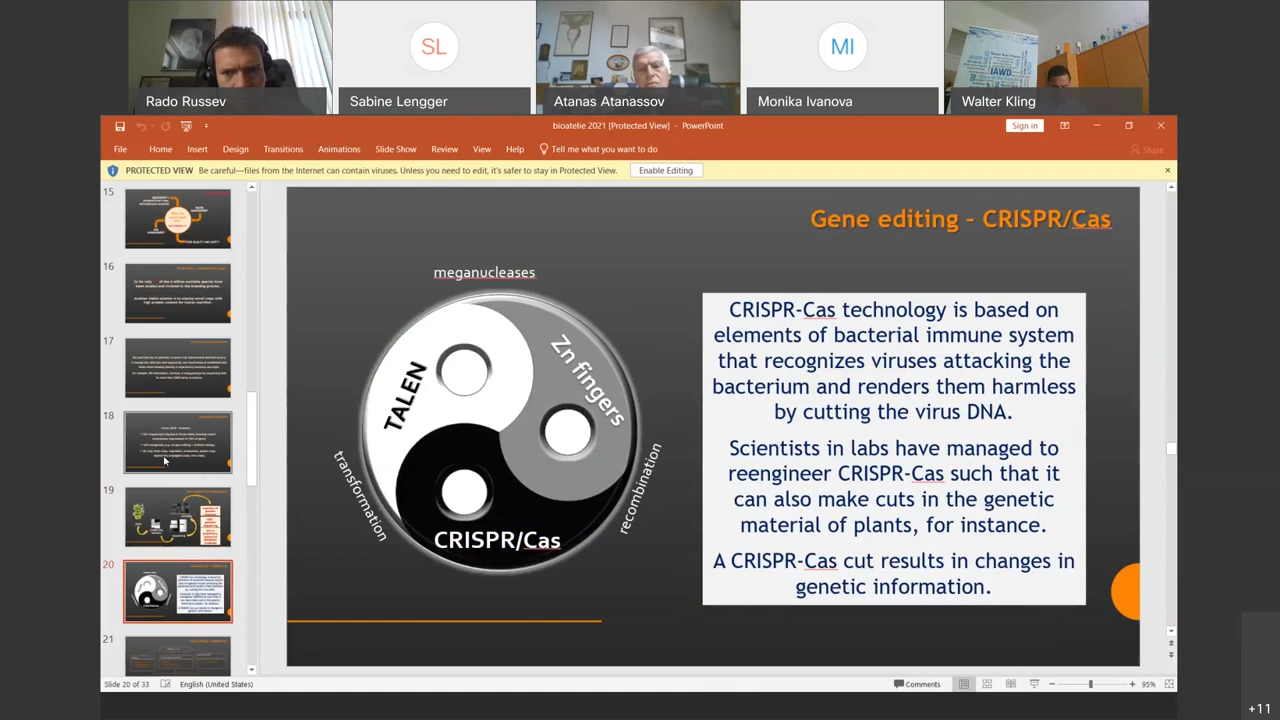 SL
MI
IAWD
Rado Russev
Sabine Lengger
Atanas Atanassov
Monika Ivanova
Walter Kling
bioatelie 2021 [Protected View] - PowerPoint
Sign in
File Home Insert Design Transitions Animations Slide Show Review View Help Tell me what you want to do
Share
PROTECTED VIEW Be careful—files from the Internet can contain viruses. Unless you need to edit, it's safer to stay in Protected View. Enable Editing
15
16
17
18
19
20
21
Gene editing - CRISPR/Cas
meganucleases
TALEN
Zn fingers
transformation
recombination
CRISPR/Cas
CRISPR-Cas technology is based on
elements of bacterial immune system
that recognize viruses attacking the
bacterium and renders them harmless
by cutting the virus DNA.
Scientists in labs have managed to
reengineer CRISPR-Cas such that it
can also make cuts in the genetic
material of plants, for instance.
A CRISPR-Cas cut results in changes in
genetic information.
Slide 20 of 33 English (United States) Comments 95%
+11